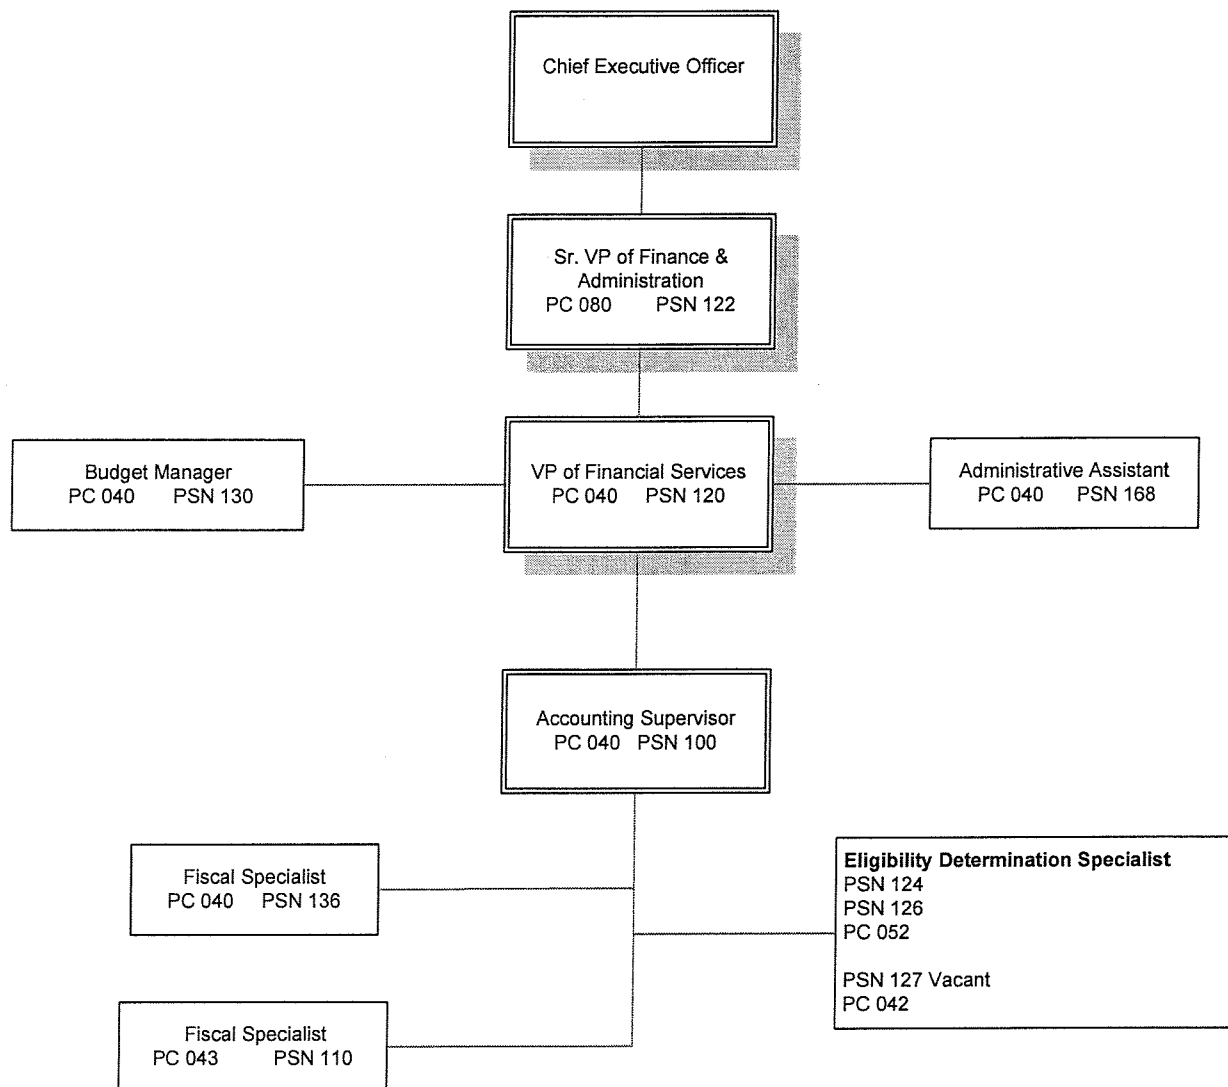 Chief Executive Officer
Sr. VP of Finance &
Administration
PC 080 PSN 122
Budget Manager
PC 040 PSN 130
VP of Financial Services
PC 040 PSN 120
Administrative Assistant
PC 040 PSN 168
Accounting Supervisor
PC 040 PSN 100
Fiscal Specialist
PC 040 PSN 136
Eligibility Determination Specialist
PSN 124
PSN 126
PC 052
PSN 127 Vacant
PC 042
Fiscal Specialist
PC 043 PSN 110